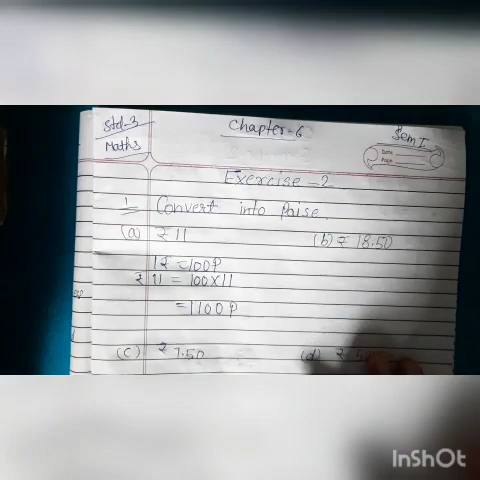 Std-3
Maths
Chapter-6
Sem I
Date
Page
Exercise-2
1 Convert into Paise.
(a) ₹ 11
(b) ₹ 18.50
1₹ = 100P
₹ 11 = 100×11
= 1100P
(c) ₹ 7.50
(d) ₹
InShOt